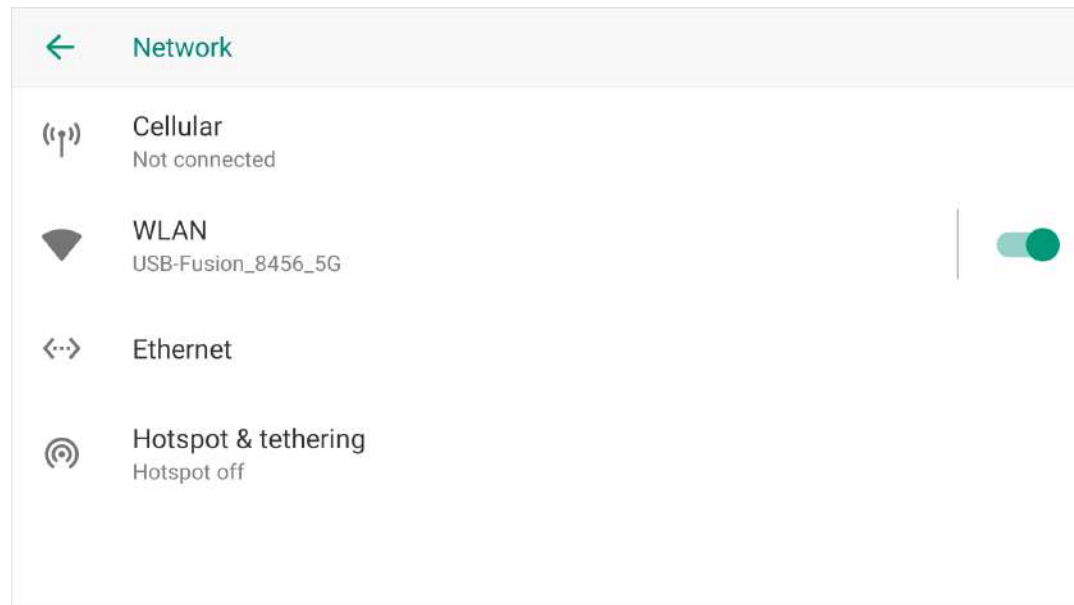 Network
Cellular
Not connected
WLAN
USB-Fusion_8456_5G
Ethernet
Hotspot & tethering
Hotspot off